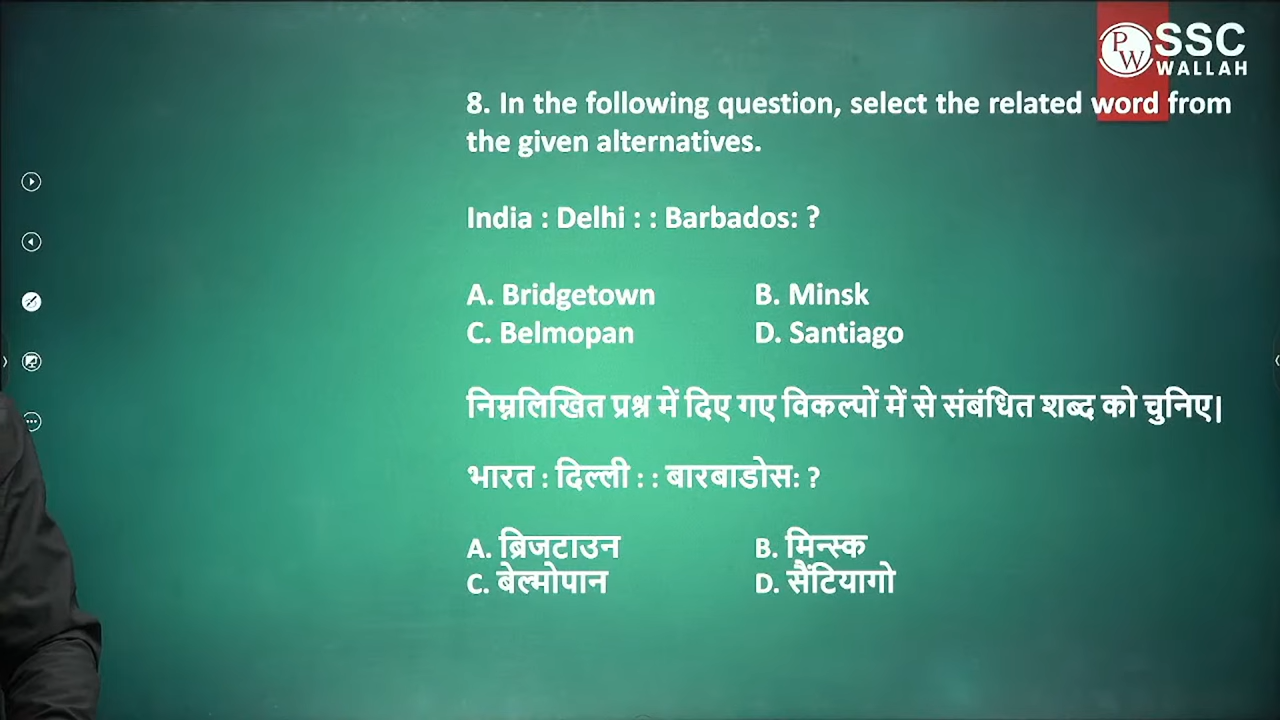 PW SSC
WALLAH
8. In the following question, select the related word from
the given alternatives.
India : Delhi : : Barbados: ?
A. Bridgetown B. Minsk
C. Belmopan D. Santiago
निम्नलिखित प्रश्न में दिए गए विकल्पों में से संबंधित शब्द को चुनिए।
भारत : दिल्ली : : बारबाडोस: ?
A. ब्रिजटाउन B. मिन्स्क
C. बेल्मोपान D. सैंटियागो